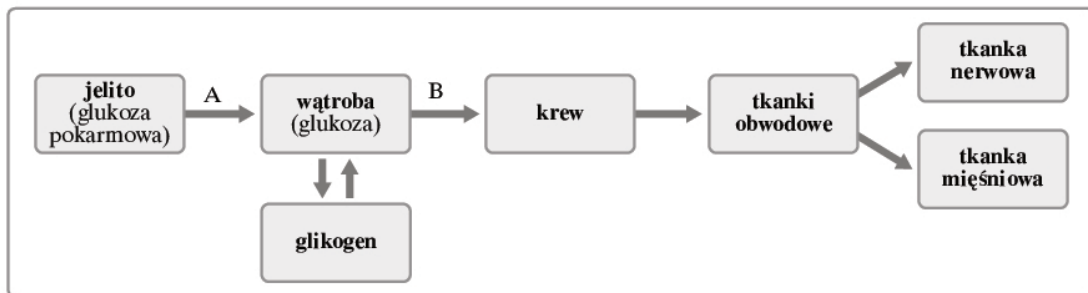 jelito
(glukoza
pokarmowa)
A
wątroba
(glukoza)
B
krew
tkanki
obwodowe
tkanka
nerwowa
tkanka
mięśniowa
glikogen